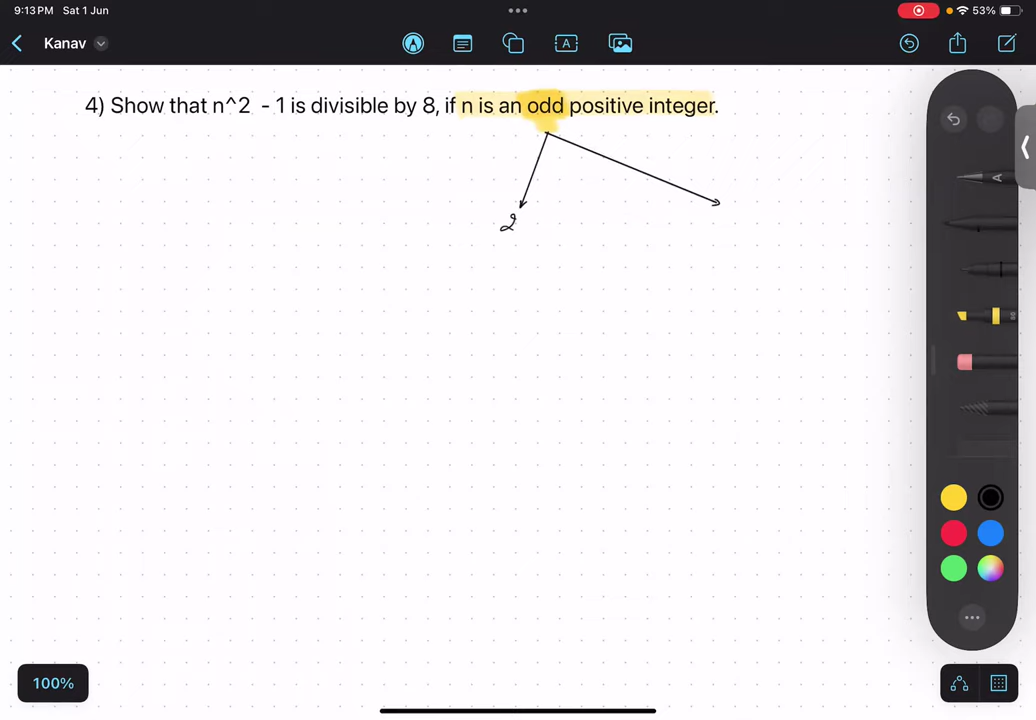 9:13 PM Sat 1 Jun
53%
Kanav
4) Show that n^2 - 1 is divisible by 8, if n is an odd positive integer.
2
100%